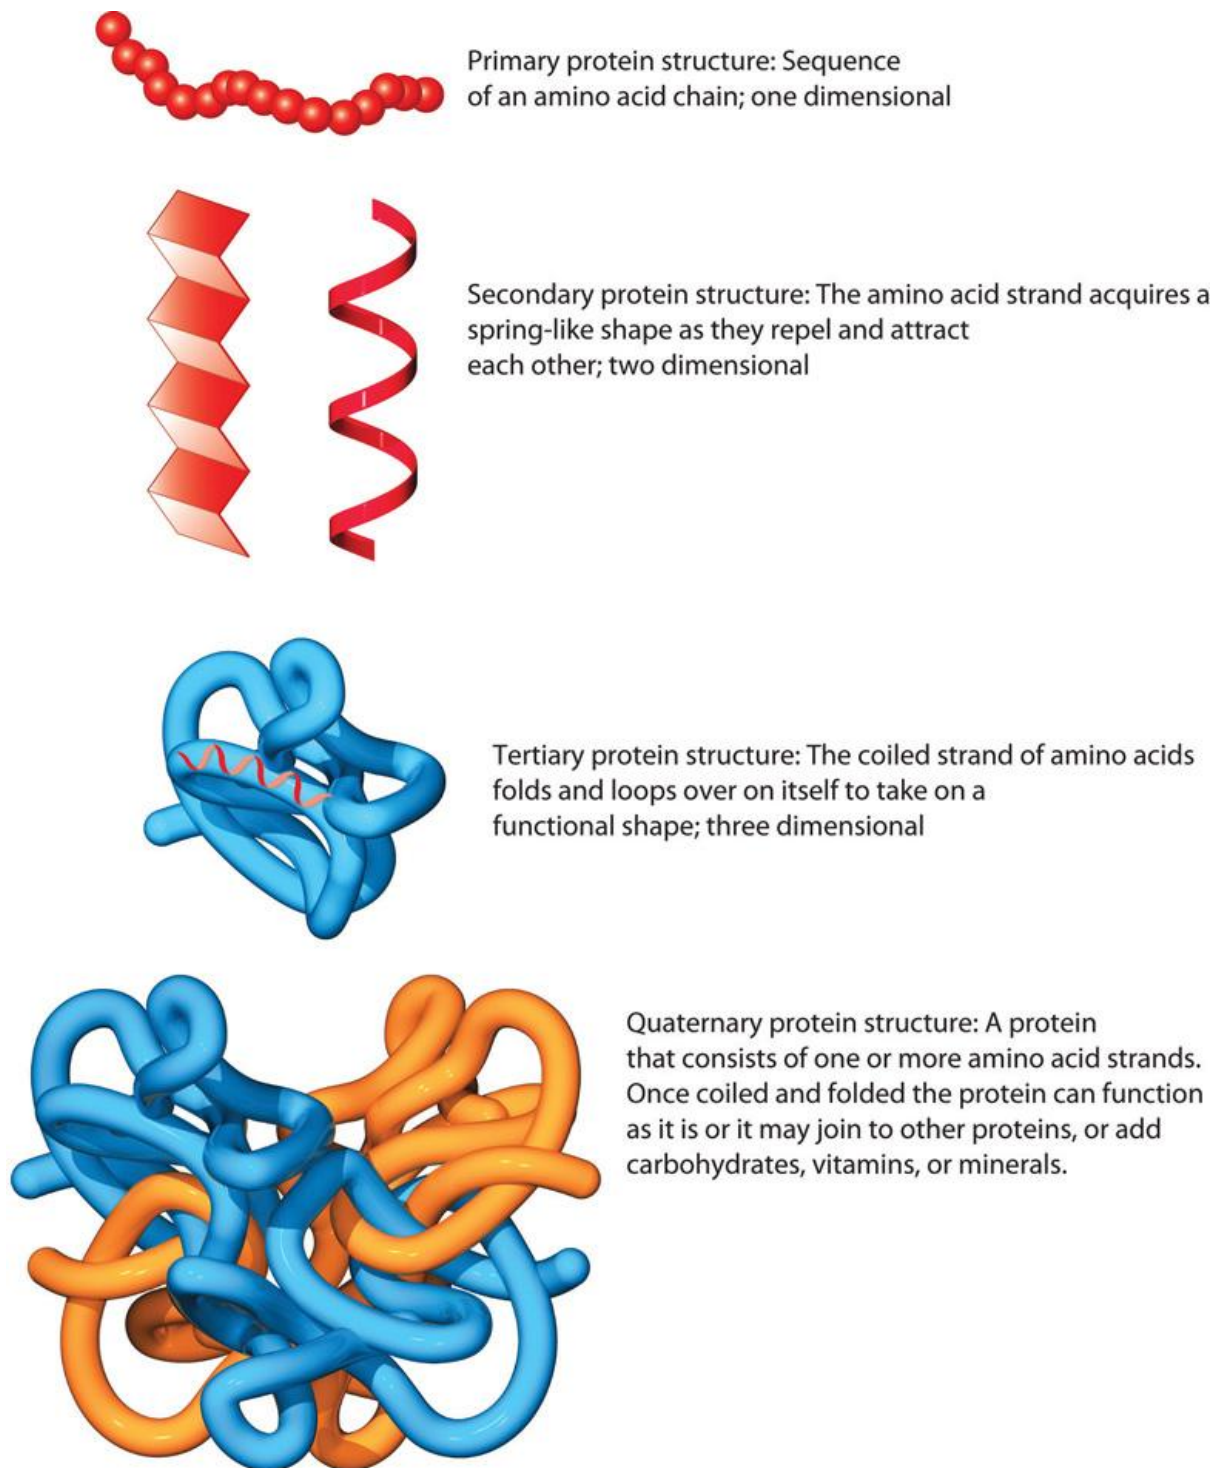 Primary protein structure: Sequence
of an amino acid chain; one dimensional
Secondary protein structure: The amino acid strand acquires a
spring-like shape as they repel and attract
each other; two dimensional
Tertiary protein structure: The coiled strand of amino acids
folds and loops over on itself to take on a
functional shape; three dimensional
Quaternary protein structure: A protein
that consists of one or more amino acid strands.
Once coiled and folded the protein can function
as it is or it may join to other proteins, or add
carbohydrates, vitamins, or minerals.